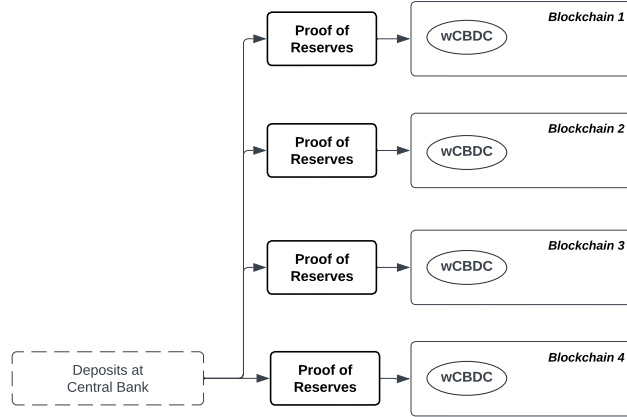 Proof of
Reserves
wCBDC
Blockchain 1
Proof of
Reserves
wCBDC
Blockchain 2
Proof of
Reserves
wCBDC
Blockchain 3
Deposits at
Central Bank
Proof of
Reserves
wCBDC
Blockchain 4